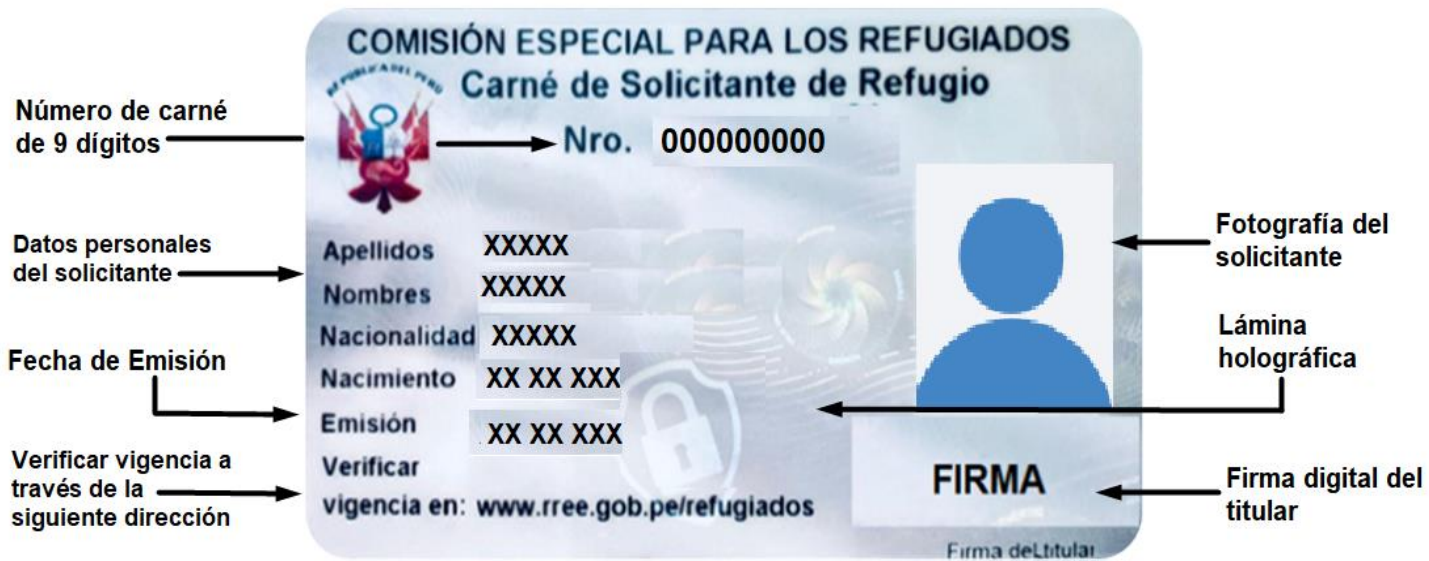 COMISIÓN ESPECIAL PARA LOS REFUGIADOS
REPUBLICA DEL PERÚ
Carné de Solicitante de Refugio
Número de carné
de 9 dígitos
Nro. 000000000
Datos personales
del solicitante
Apellidos XXXXX
Nombres XXXXX
Nacionalidad XXXXX
Nacimiento XX XX XXX
Fecha de Emisión
Emisión XX XX XXX
Verificar vigencia a
través de la
siguiente dirección
Verificar
vigencia en: www.rree.gob.pe/refugiados
Fotografía del
solicitante
Lámina
holográfica
FIRMA
Firma digital del
titular
Firma deLtitular